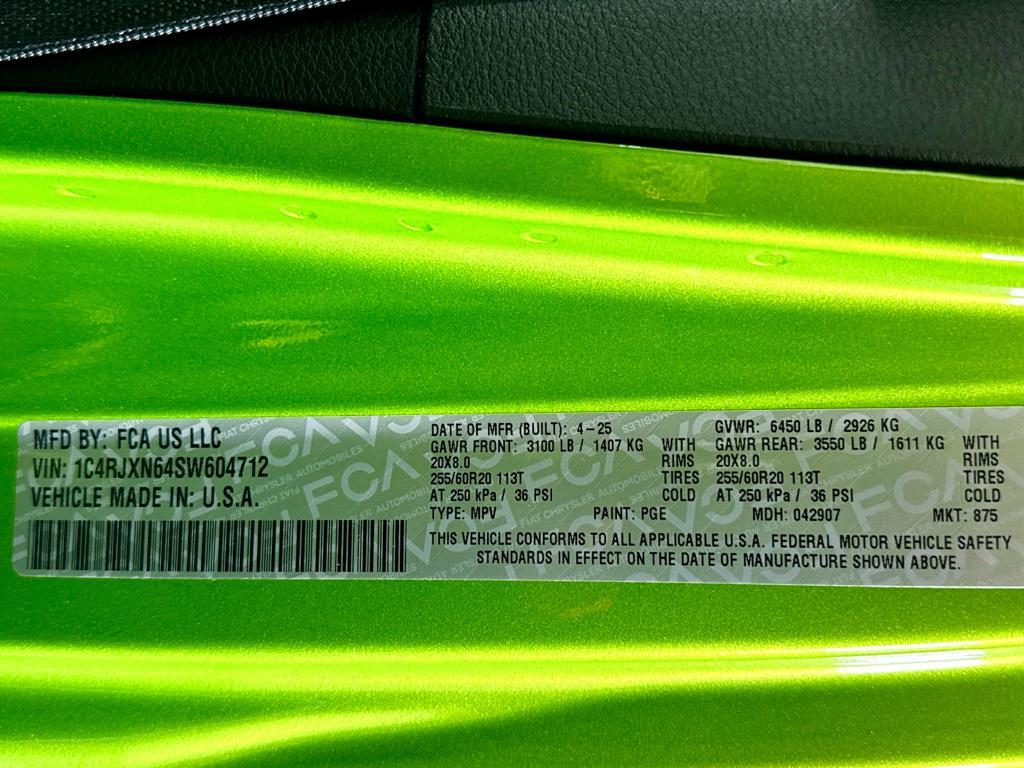 MFD BY: FCA US LLC
VIN: 1C4RJXN64SW604712
VEHICLE MADE IN: U.S.A.
DATE OF MFR (BUILT): 4-25 GVWR: 6450 LB / 2926 KG
GAWR FRONT: 3100 LB / 1407 KG WITH GAWR REAR: 3550 LB / 1611 KG WITH
20X8.0 RIMS 20X8.0 RIMS
255/60R20 113T TIRES 255/60R20 113T TIRES
AT 250 kPa / 36 PSI COLD AT 250 kPa / 36 PSI COLD
TYPE: MPV PAINT: PGE MDH: 042907 MKT: 875
THIS VEHICLE CONFORMS TO ALL APPLICABLE U.S.A. FEDERAL MOTOR VEHICLE SAFETY
STANDARDS IN EFFECT ON THE DATE OF MANUFACTURE SHOWN ABOVE.